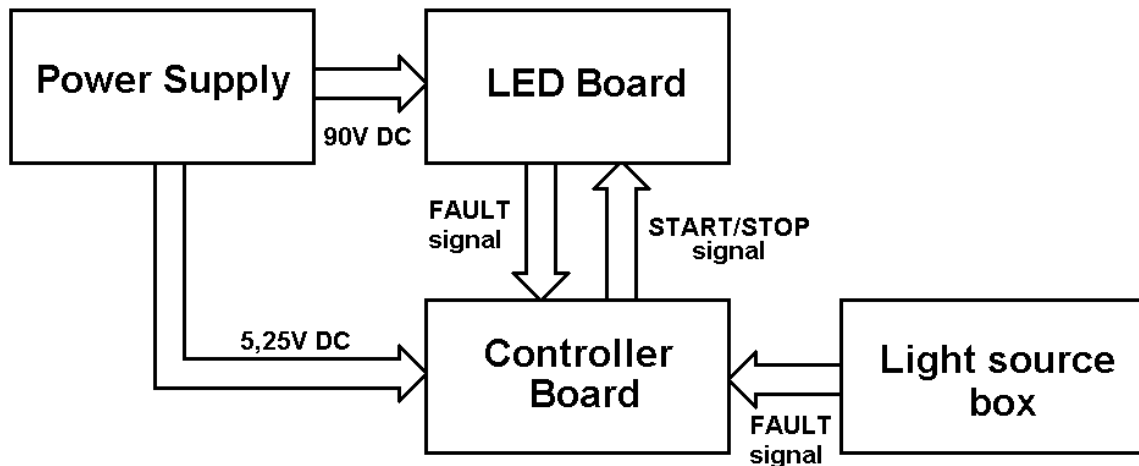 Power Supply
90V DC
LED Board
FAULT
signal
START/STOP
signal
5,25V DC
Controller
Board
Light source
box
FAULT
signal